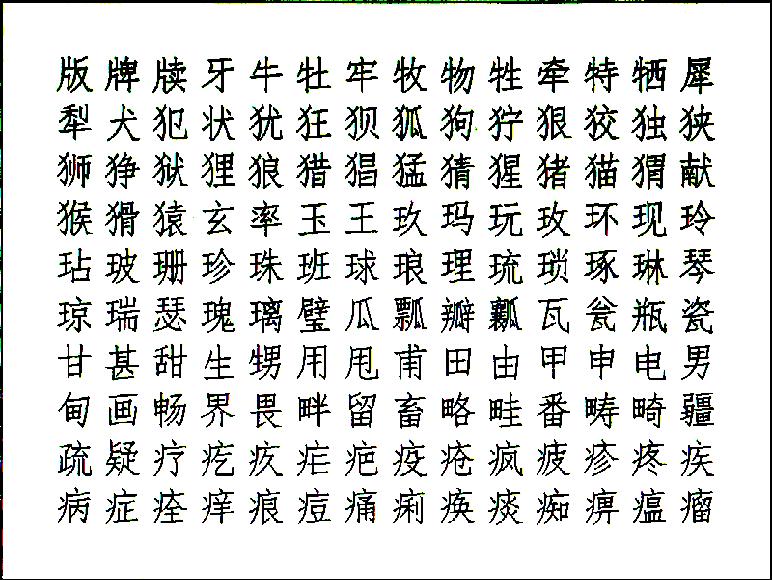 版牌牍牙牛牡牢牧物牲牵特牺犀
犁犬犯状犹狂狈狐狗狞狠狡独狭
狮狰狱狸狼猎猖猛猜猩猪猫猬献
猴猾猿玄率玉王玖玛玩玫环现玲
玷玻珊珍珠班球琅理琉琐琢琳琴
琼瑞瑟瑰璃璧瓜瓢瓣瓤瓦瓮瓶瓷
甘甚甜生甥用甩甫田由甲申电男
甸画畅界畏畔留畜略畦番畴畸疆
疏疑疗疙疚疟疤疫疮疯疲疹疼疾
病症痊痒痕痘痛痢痪痰痴痹瘟瘤